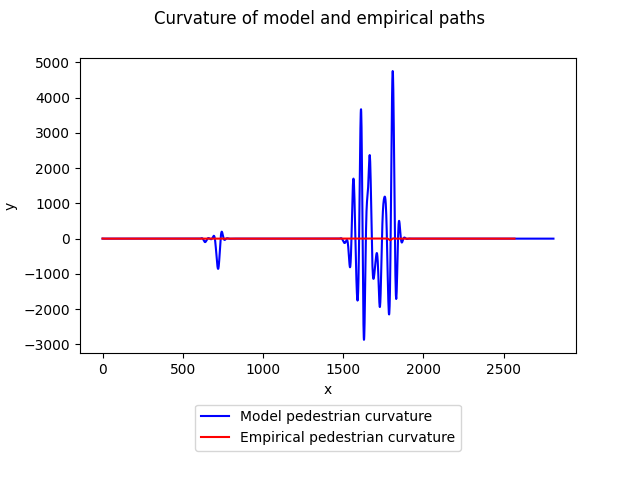 Curvature of model and empirical paths
5000
4000
3000
2000
1000
0
−1000
−2000
−3000
y
0 500 1000 1500 2000 2500
x
Model pedestrian curvature
Empirical pedestrian curvature